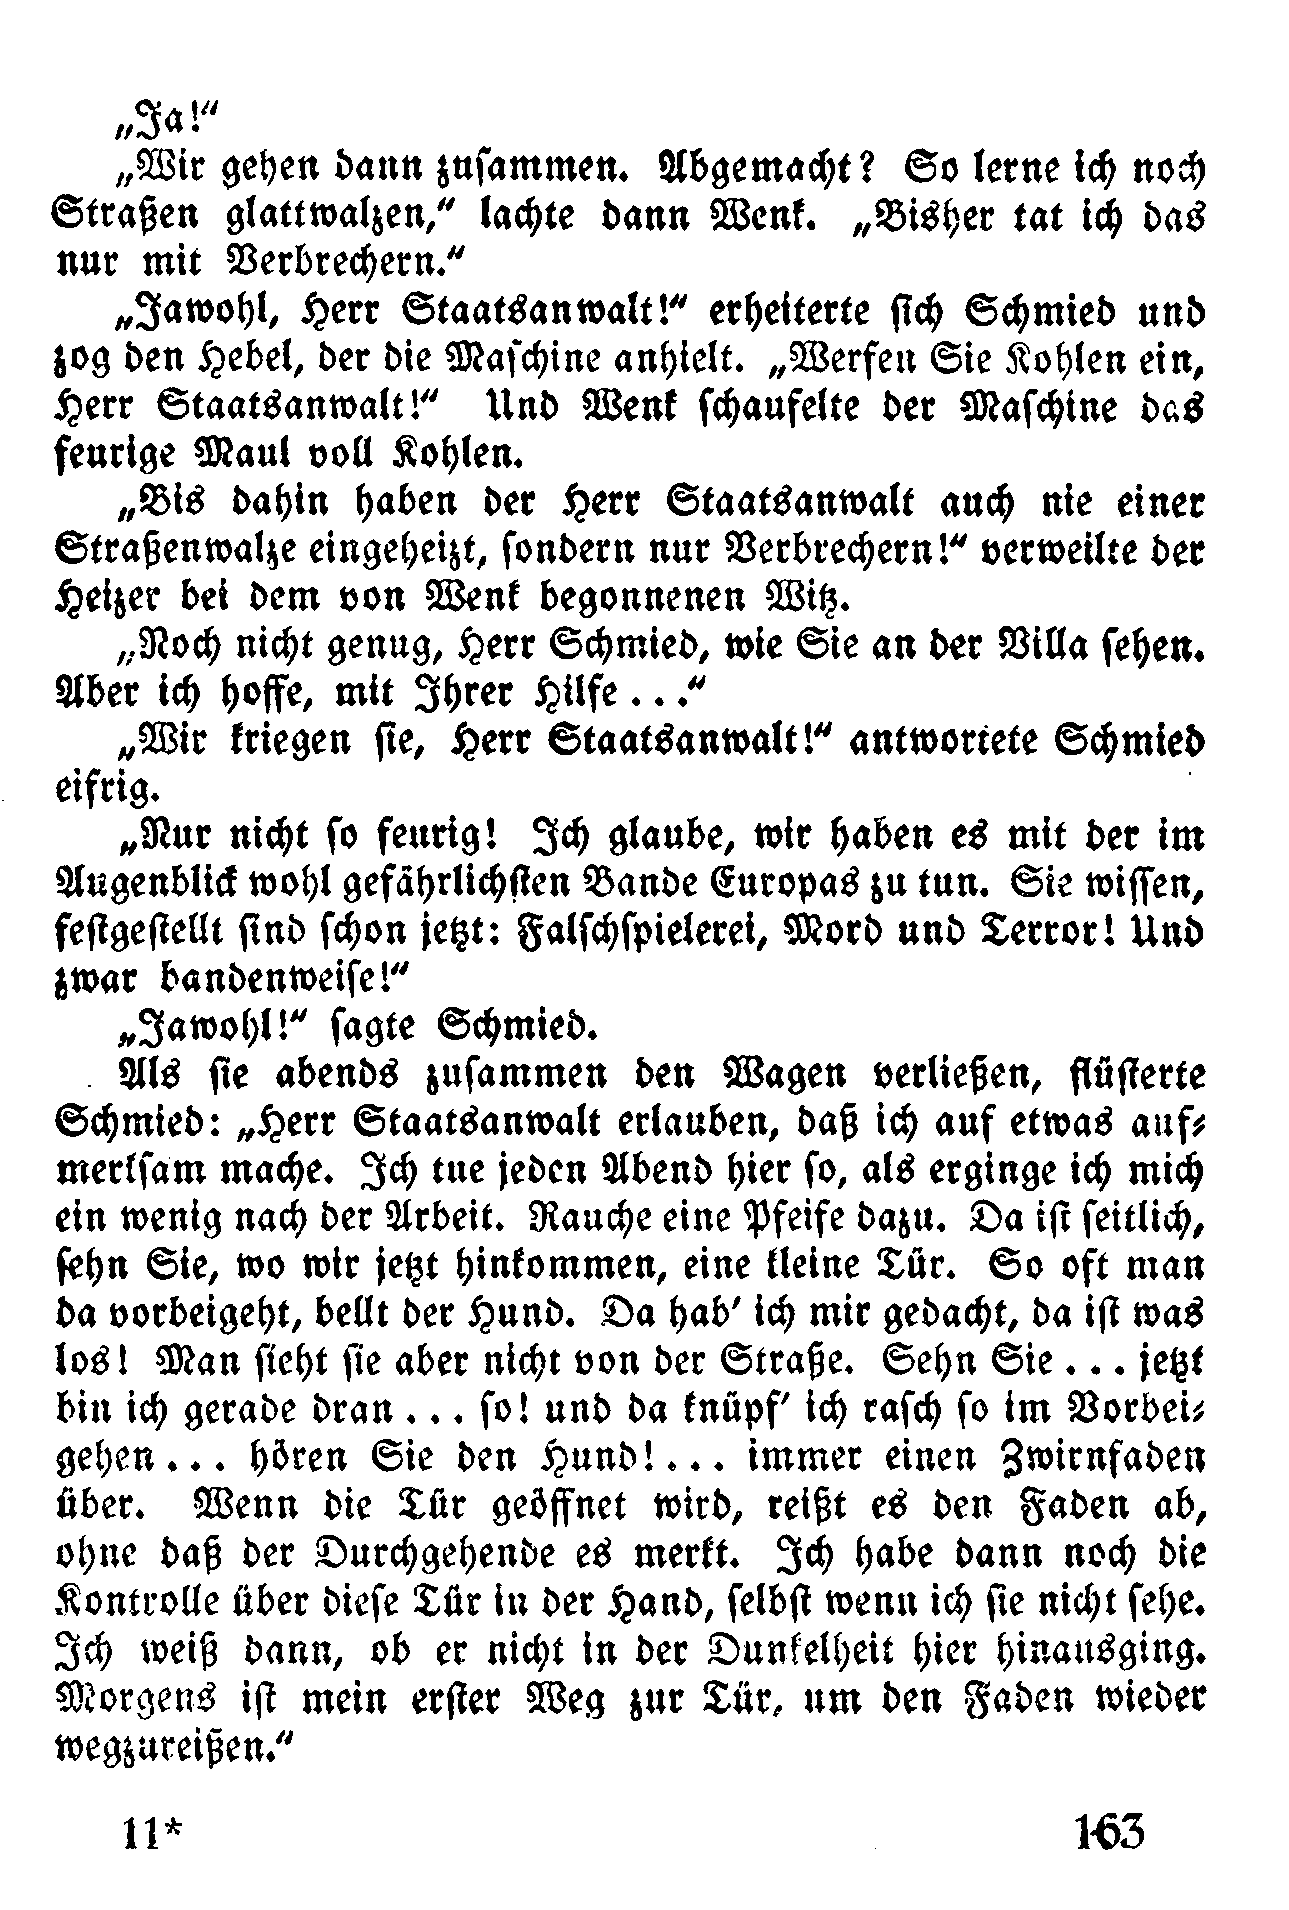 „Ja!“
„Wir gehen dann zusammen. Abgemacht? So lerne ich noch
Straßen glattwalzen,“ lachte dann Wenk. „Bisher tat ich das
nur mit Verbrechern.“
„Jawohl, Herr Staatsanwalt!“ erheiterte sich Schmied und
zog den Hebel, der die Maschine anhielt. „Werfen Sie Kohlen ein,
Herr Staatsanwalt!“ Und Wenk schaufelte der Maschine das
feurige Maul voll Kohlen.
„Bis dahin haben der Herr Staatsanwalt auch nie einer
Straßenwalze eingeheizt, sondern nur Verbrechern!“ verweilte der
Heizer bei dem von Wenk begonnenen Witz.
„Noch nicht genug, Herr Schmied, wie Sie an der Villa sehen.
Aber ich hoffe, mit Ihrer Hilfe . . .“
„Wir kriegen sie, Herr Staatsanwalt!“ antwortete Schmied
eifrig.
„Nur nicht so feurig! Ich glaube, wir haben es mit der im
Augenblick wohl gefährlichsten Bande Europas zu tun. Sie wissen,
festgestellt sind schon jetzt: Falschspielerei, Mord und Terror! Und
zwar bandenweise!“
„Jawohl!“ sagte Schmied.
Als sie abends zusammen den Wagen verließen, flüsterte
Schmied: „Herr Staatsanwalt erlauben, daß ich auf etwas auf-
merksam mache. Ich tue jeden Abend hier so, als erginge ich mich
ein wenig nach der Arbeit. Rauche eine Pfeife dazu. Da ist seitlich,
sehn Sie, wo wir jetzt hinkommen, eine kleine Tür. So oft man
da vorbeigeht, bellt der Hund. Da hab' ich mir gedacht, da ist was
los! Man sieht sie aber nicht von der Straße. Sehn Sie . . . jetzt
bin ich gerade dran . . . so! und da knüpf' ich rasch so im Vorbei-
gehen . . . hören Sie den Hund! . . . immer einen Zwirnfaden
über. Wenn die Tür geöffnet wird, reißt es den Faden ab,
ohne daß der Durchgehende es merkt. Ich habe dann noch die
Kontrolle über diese Tür in der Hand, selbst wenn ich sie nicht sehe.
Ich weiß dann, ob er nicht in der Dunkelheit hier hinausging.
Morgens ist mein erster Weg zur Tür, um den Faden wieder
wegzureißen.“
11*
163